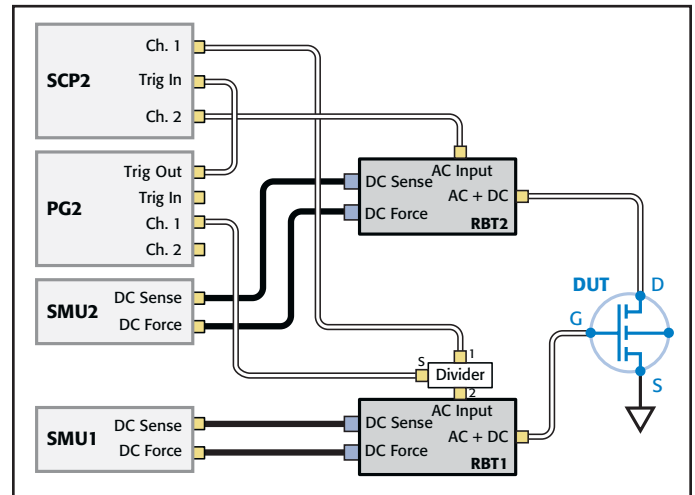 SCP2
Ch. 1
Trig In
Ch. 2
PG2
Trig Out
Trig In
Ch. 1
Ch. 2
SMU2
DC Sense
DC Force
SMU1
DC Sense
DC Force
AC Input
DC Sense
AC + DC
DC Force
RBT2
1
S
Divider
2
AC Input
DC Sense
AC + DC
DC Force
RBT1
DUT
D
G
S